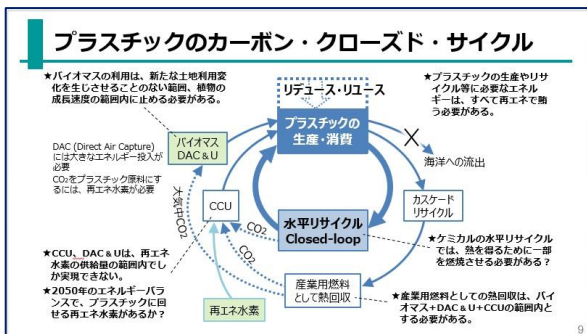 プラスチックのカーボン・クローズド・サイクル
★バイオマスの利用は、新たな土地利用変
化を生じさせることのない範囲、植物の
成長速度の範囲内に止める必要がある。
リデュース・リユース
★プラスチックの生産やリサ
イクル等に必要なエネル
ギーは、すべて再エネで賄
う必要がある。
プラスチックの
生産・消費
バイオマス
DAC&U
DAC (Direct Air Capture)
には大きなエネルギー投入が
必要
CO₂をプラスチック原料にす
るには、再エネ水素が必要
海洋への流出
大気中CO₂
CCU
カスケード
リサイクル
水平リサイクル
Closed-loop
CO₂
CO₂
★ケミカルの水平リサイクル
では、熱を得るために一部
を燃焼させる必要がある？
★CCU、DAC&Uは、再エネ
水素の供給量の範囲内でし
か実現できない。
★2050年のエネルギーバラ
ンスで、プラスチックに回
せる再エネ水素があるか？
再エネ水素
産業用燃料
として熱回収
★産業用燃料としての熱回収は、バイ
オマス+DAC&U+CCUの範囲内と
する必要がある。
9